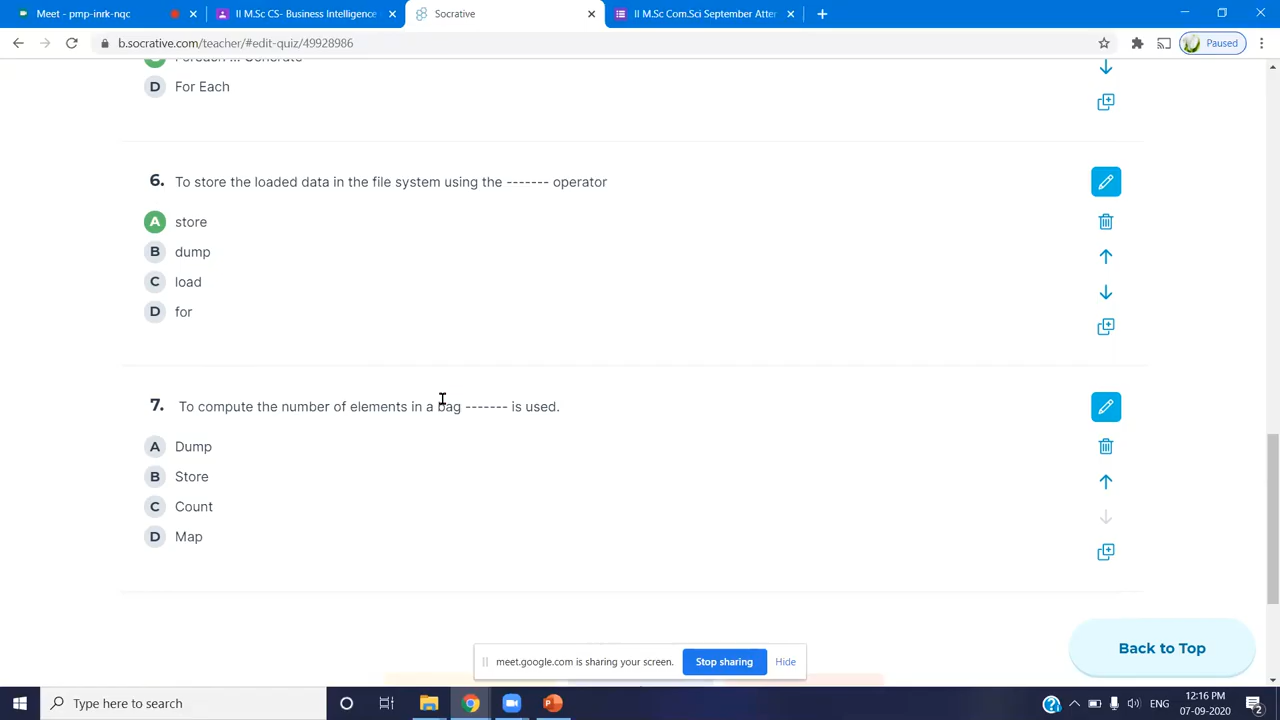 Meet - pmp-inrk-nqc
II M.Sc CS- Business Intelligence
Socrative
II M.Sc Com.Sci September Atter
b.socrative.com/teacher/#edit-quiz/49928986
Paused
Foreach ... Generate
D For Each
6. To store the loaded data in the file system using the ------- operator
A store
B dump
C load
D for
7. To compute the number of elements in a bag ------- is used.
A Dump
B Store
C Count
D Map
Back to Top
meet.google.com is sharing your screen. Stop sharing Hide
Type here to search
ENG
12:16 PM
07-09-2020
2